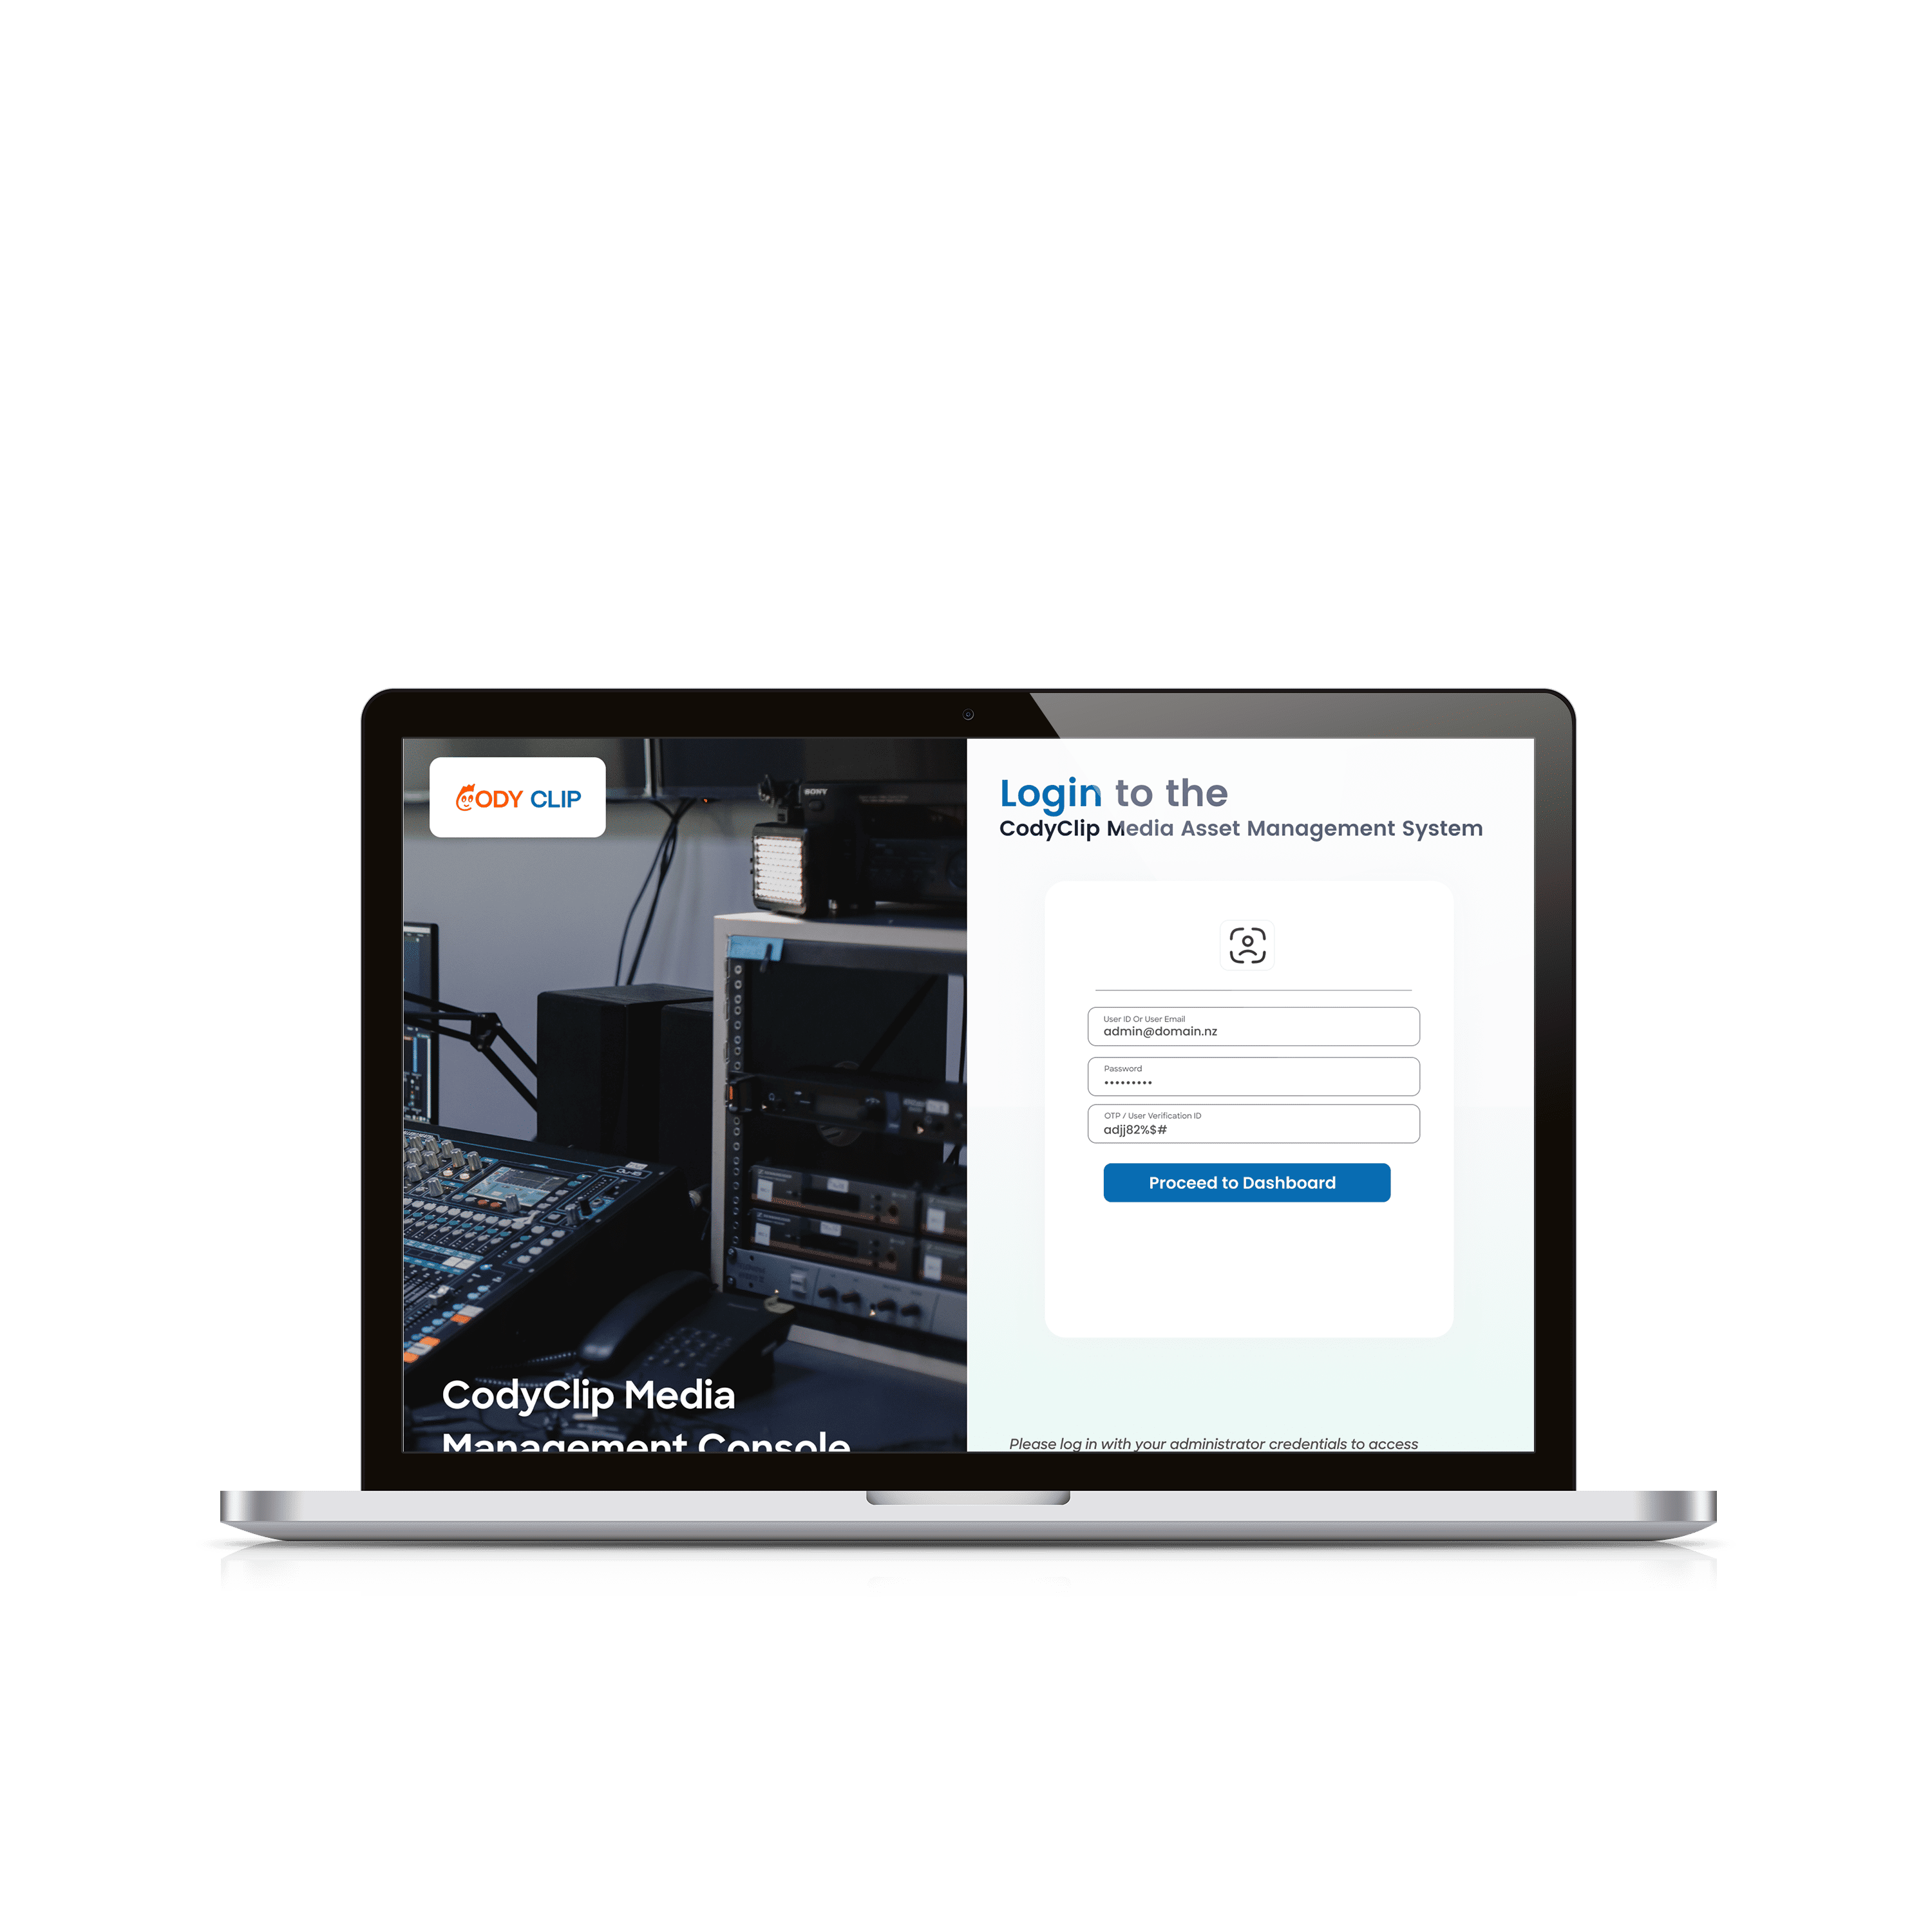 CODY CLIP
SONY
CodyClip Media
Management Console
Login to the
CodyClip Media Asset Management System
User ID Or User Email
admin@domain.nz
Password
•••••••••
OTP / User Verification ID
adjj82%$#
Proceed to Dashboard
Please log in with your administrator credentials to access